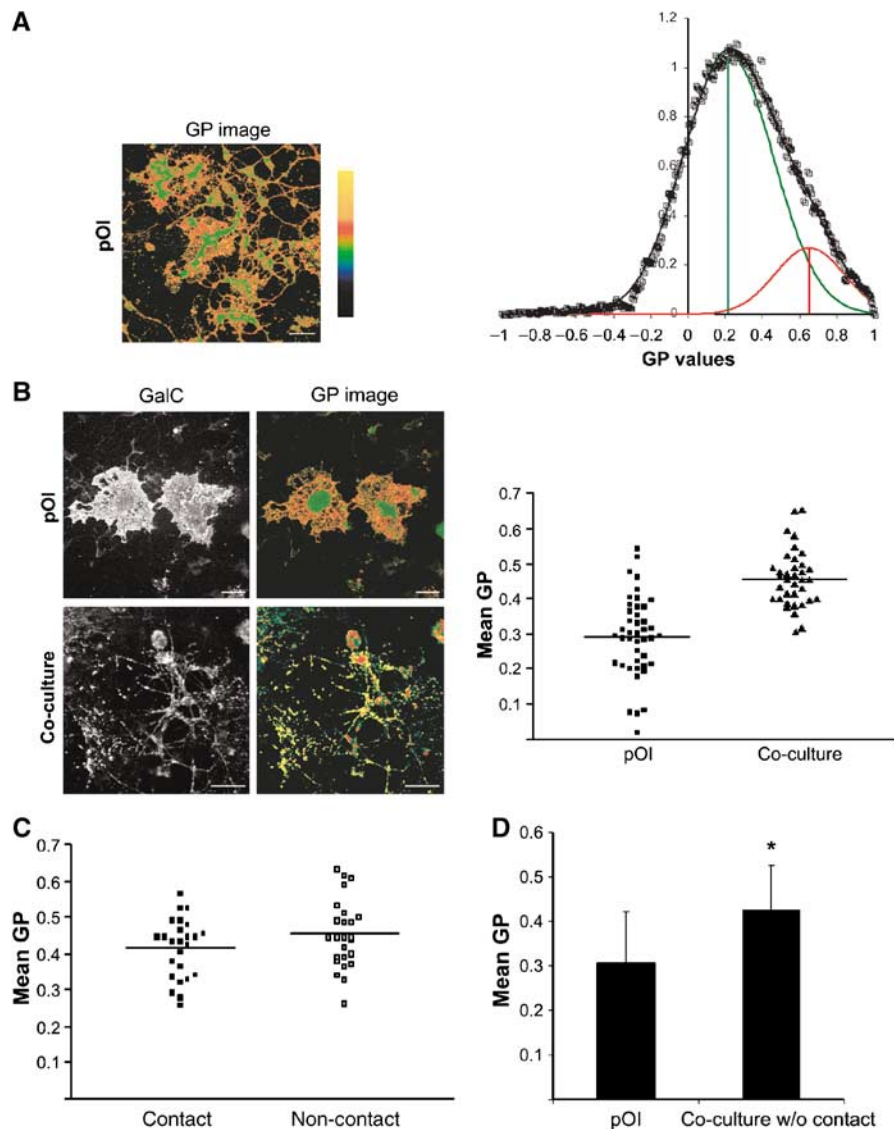 A
GP image
pOl
1.2
1
0.8
0.6
0.4
0.2
0
−1 −0.8 −0.6 −0.4 −0.2 0 0.2 0.4 0.6 0.8 1
GP values
B
GalC
GP image
pOl
Co-culture
Mean GP
0.7
0.6
0.5
0.4
0.3
0.2
0.1
pOl Co-culture
C
Mean GP
0.7
0.6
0.5
0.4
0.3
0.2
0.1
Contact Non-contact
D
Mean GP
0.6
0.5
0.4
0.3
0.2
0.1
*
pOl Co-culture w/o contact